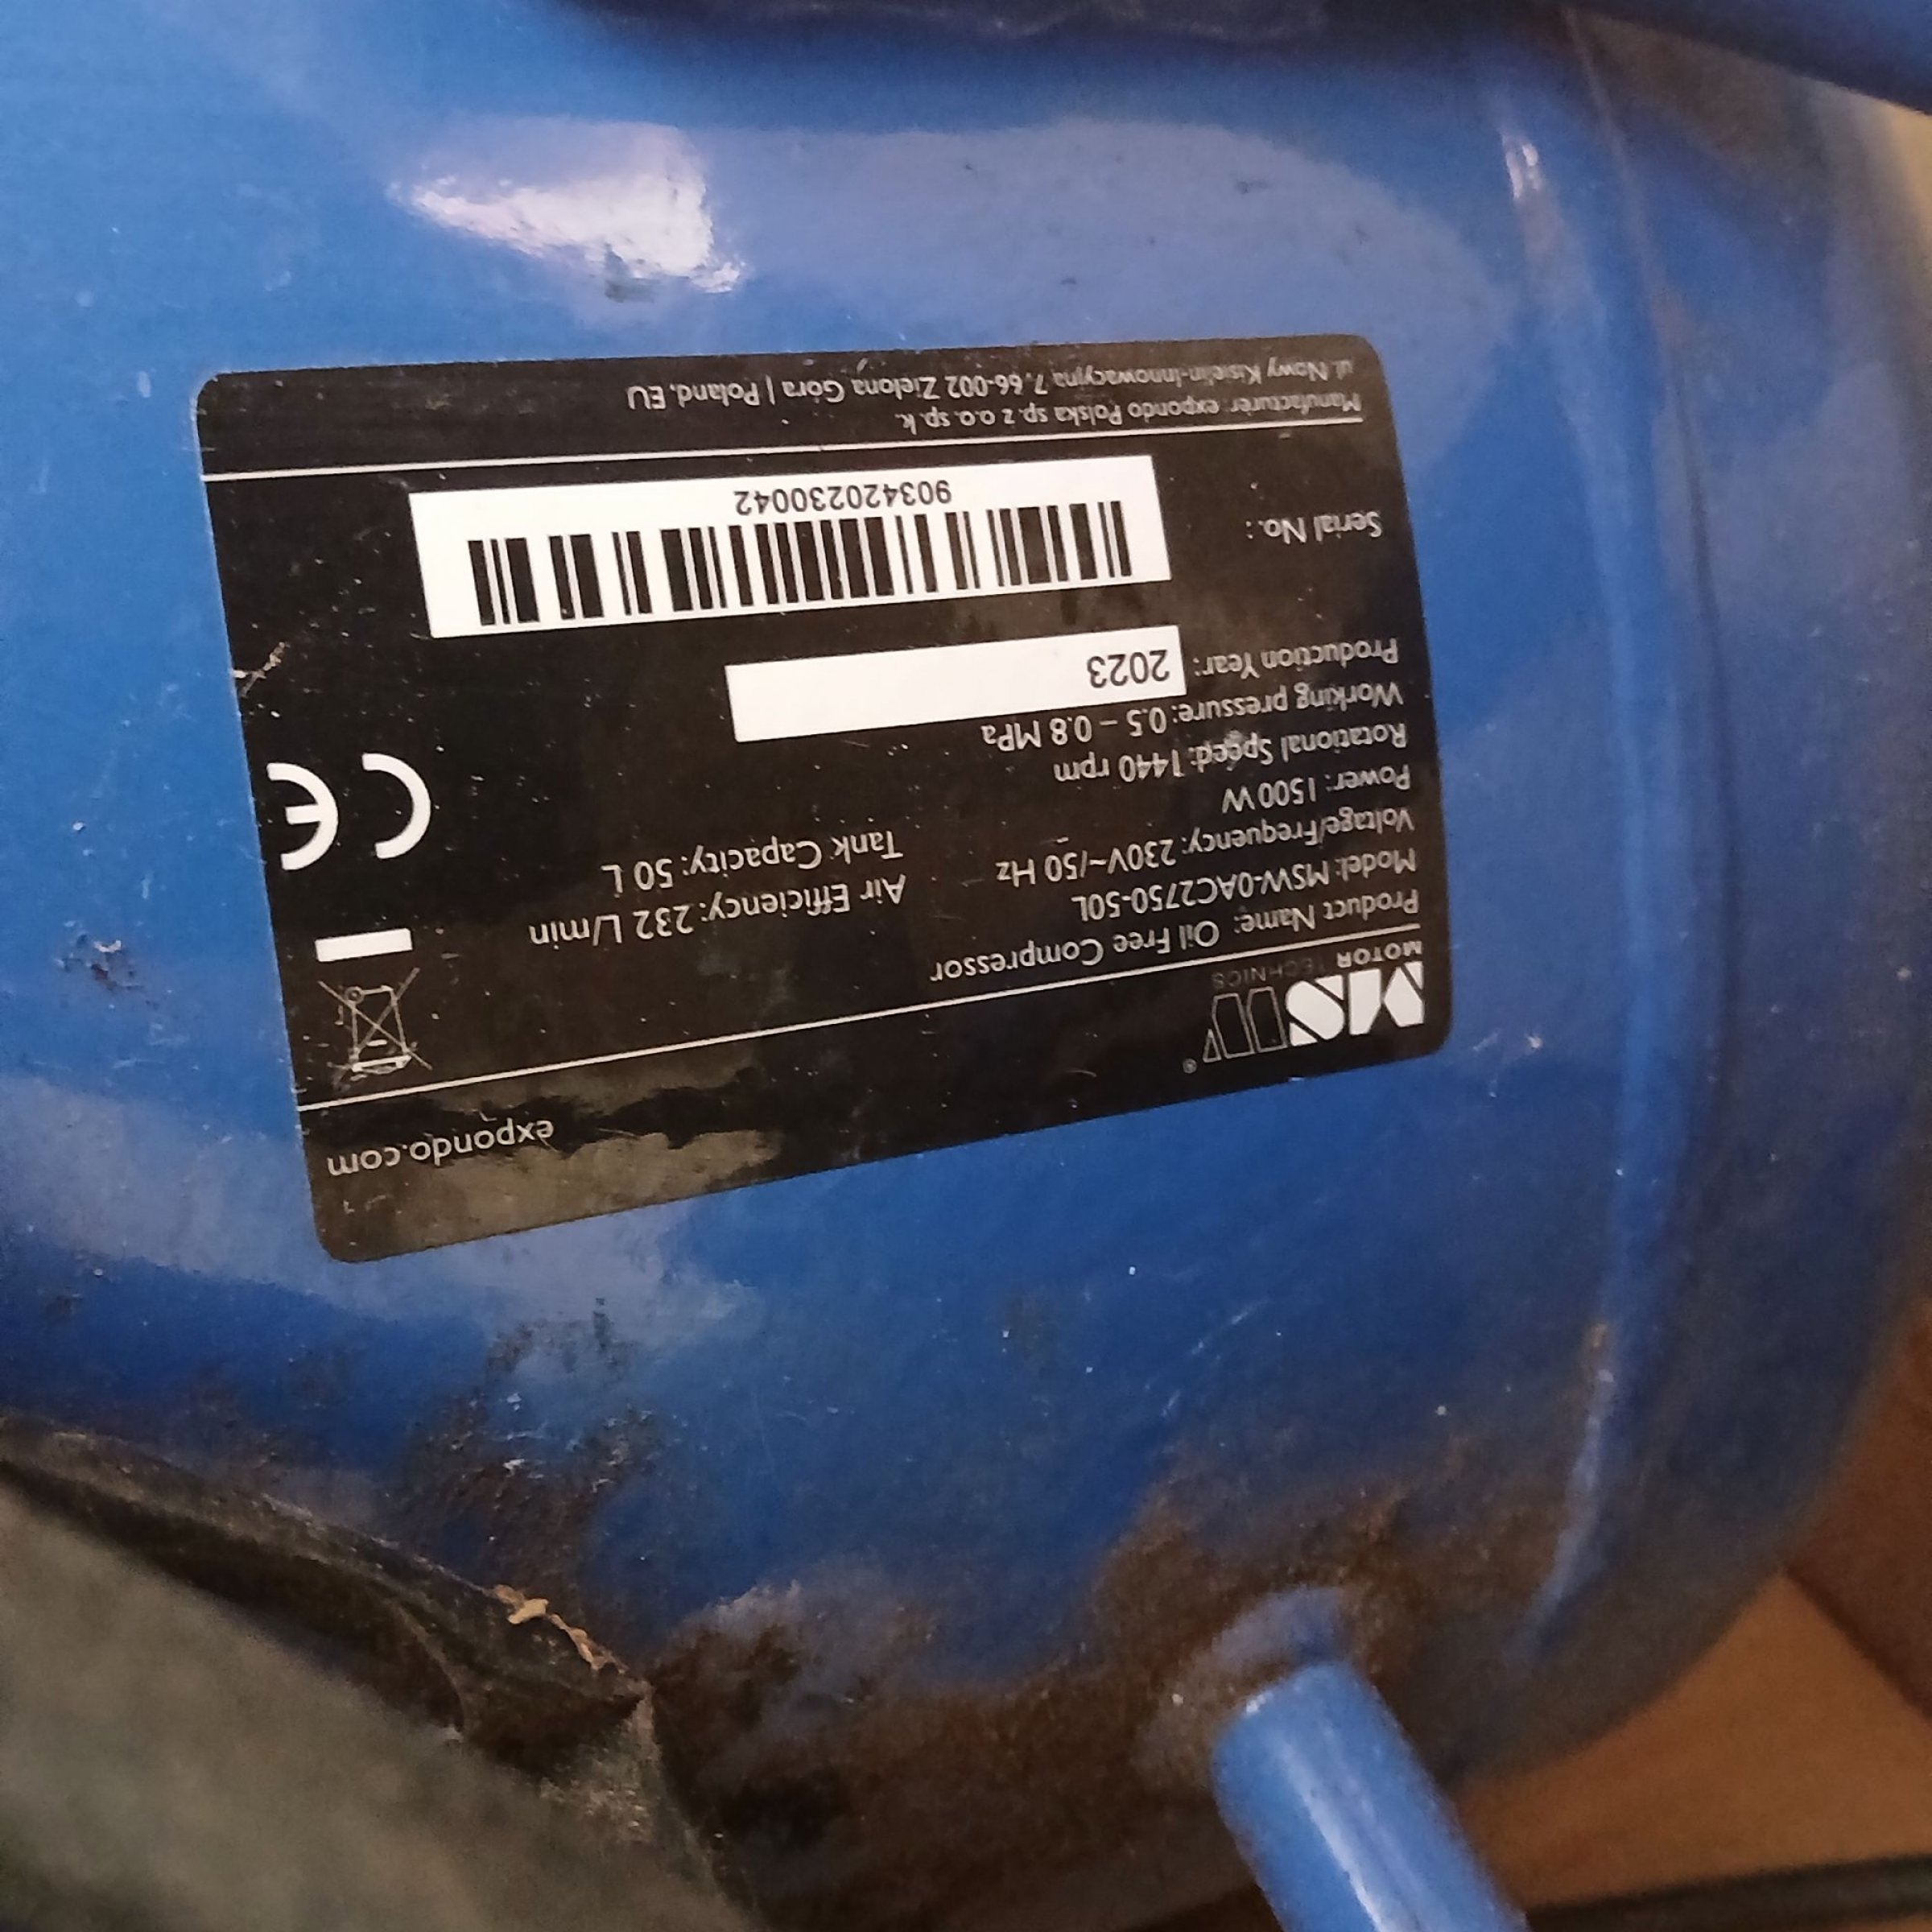 expondo.com
MSW®
MOTOR TECHNICS
Product Name: Oil Free Compressor
Model: MSW-0AC2750-50L
Voltage/Frequency: 230V~/50 Hz
Power: 1500 W
Rotational Speed: 1440 rpm
Working pressure: 0.5 – 0.8 MPa
Production Year: 2023
Air Efficiency: 232 L/min
Tank Capacity: 50 L
CE
Serial No.:
903420230042
Manufacturer: expondo Polska sp. z o.o. sp. k.
ul. Nowy Kisielin-Innowacyjna 7, 66-002 Zielona Góra | Poland, EU